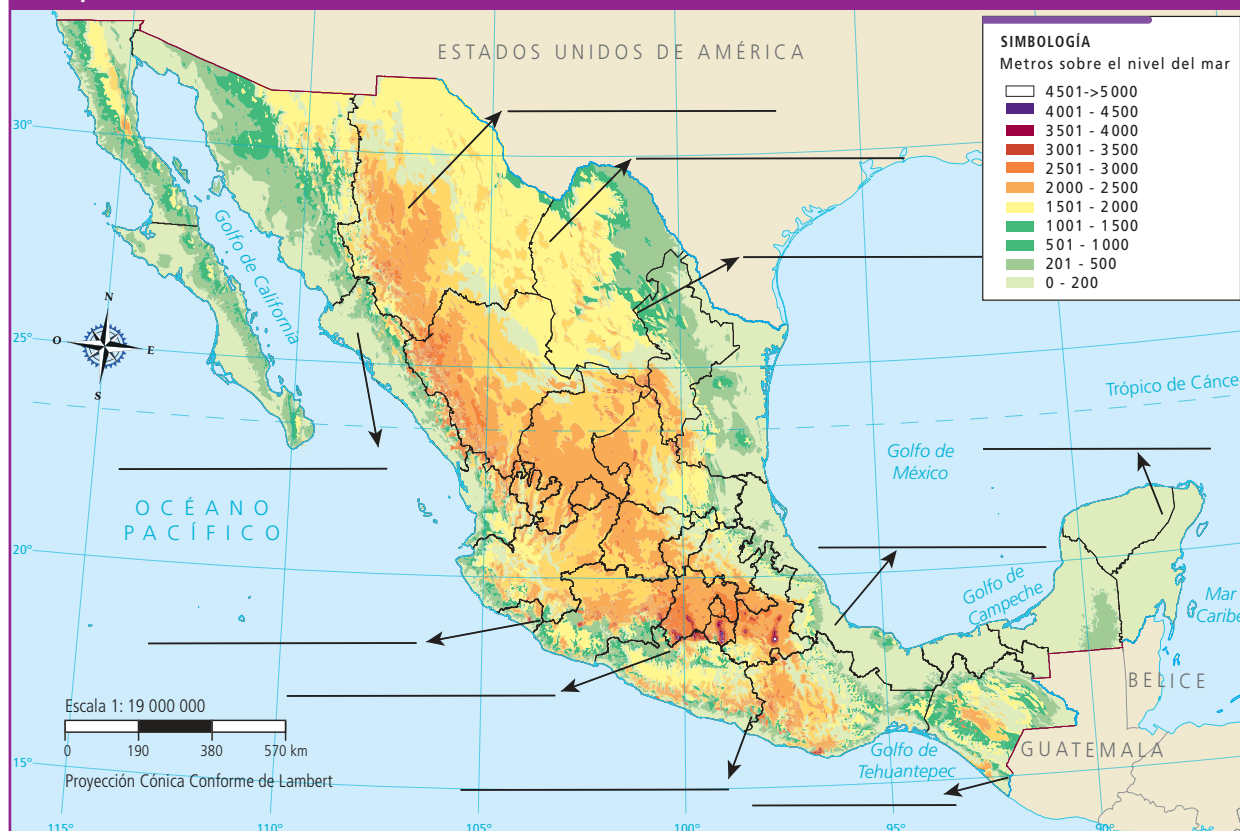 ESTADOS UNIDOS DE AMÉRICA
SIMBOLOGÍA
Metros sobre el nivel del mar
4501->5000
4001 - 4500
3501 - 4000
3001 - 3500
2501 - 3000
2000 - 2500
1501 - 2000
1001 - 1500
501 - 1000
201 - 500
0 - 200
30°
Golfo de California
N
O
E
S
25°
Trópico de Cánce
Golfo de
México
OCÉANO
PACÍFICO
20°
Golfo de
Campeche
Mar
Caribe
BELICE
Escala 1: 19 000 000
0 190 380 570 km
GUATEMALA
Golfo de
Tehuantepec
15°
Proyección Cónica Conforme de Lambert
115° 110° 105° 100° 95° 90°